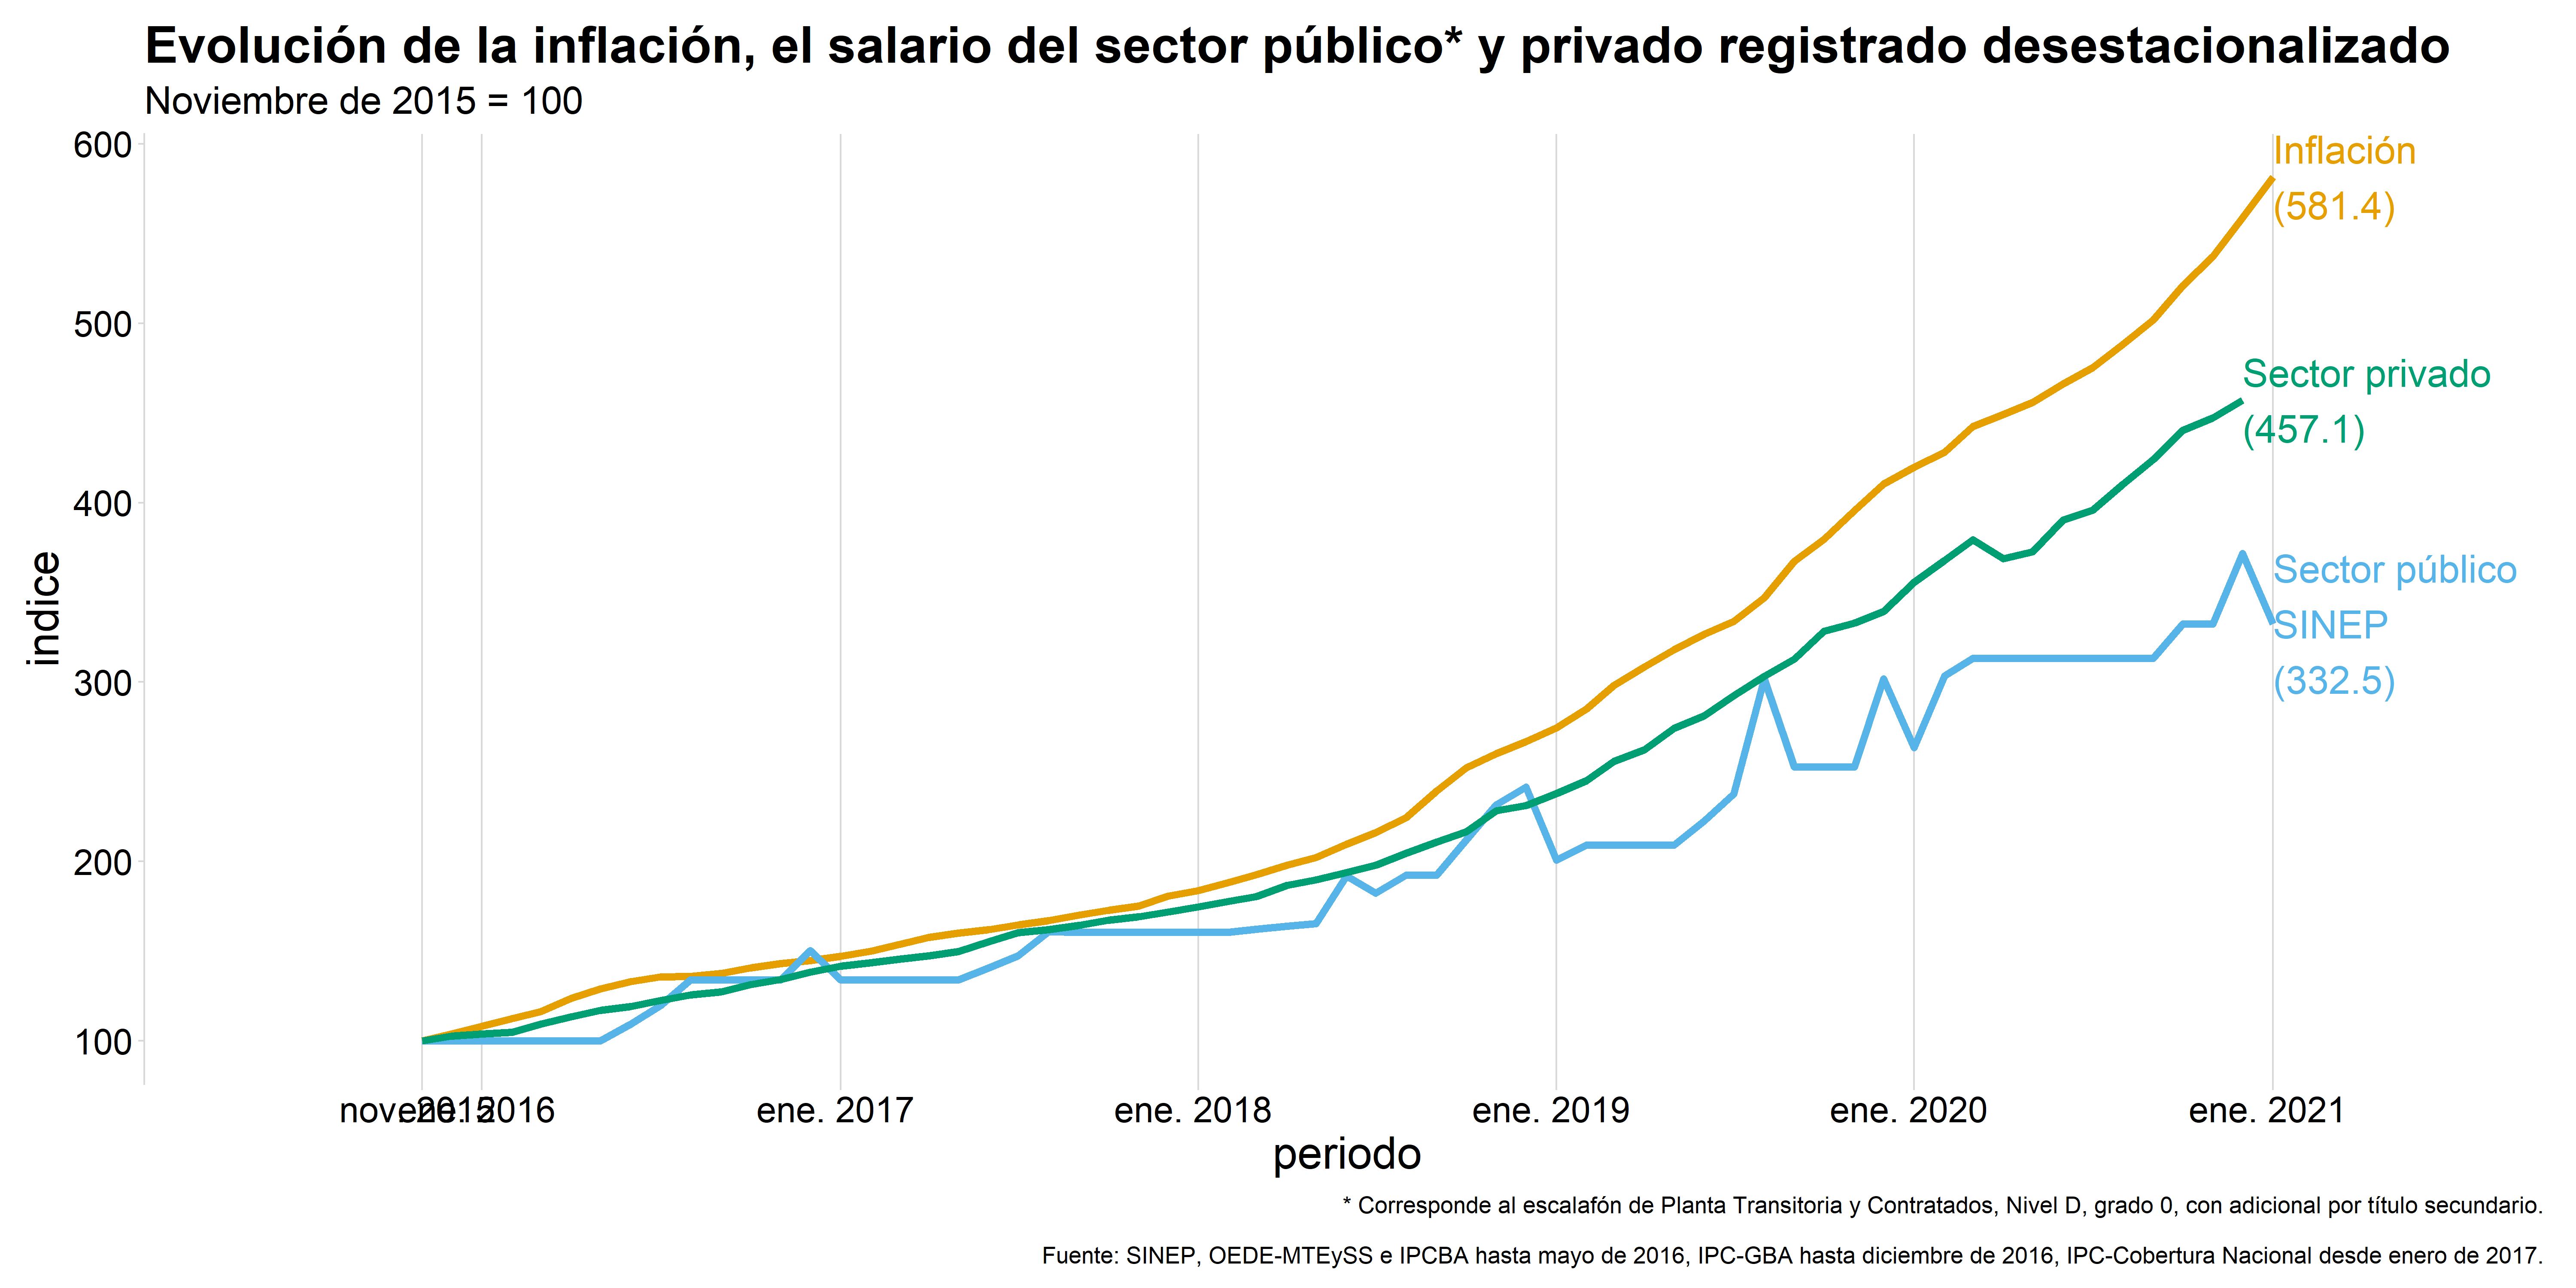 Evolución de la inflación, el salario del sector público* y privado registrado desestacionalizado
Noviembre de 2015 = 100
600
500
400
300
200
100
indice
Inflación
(581.4)
Sector privado
(457.1)
Sector público
SINEP
(332.5)
nov. 2015
ene. 2016
ene. 2017
ene. 2018
ene. 2019
ene. 2020
ene. 2021
periodo
* Corresponde al escalafón de Planta Transitoria y Contratados, Nivel D, grado 0, con adicional por título secundario.
Fuente: SINEP, OEDE-MTEySS e IPCBA hasta mayo de 2016, IPC-GBA hasta diciembre de 2016, IPC-Cobertura Nacional desde enero de 2017.